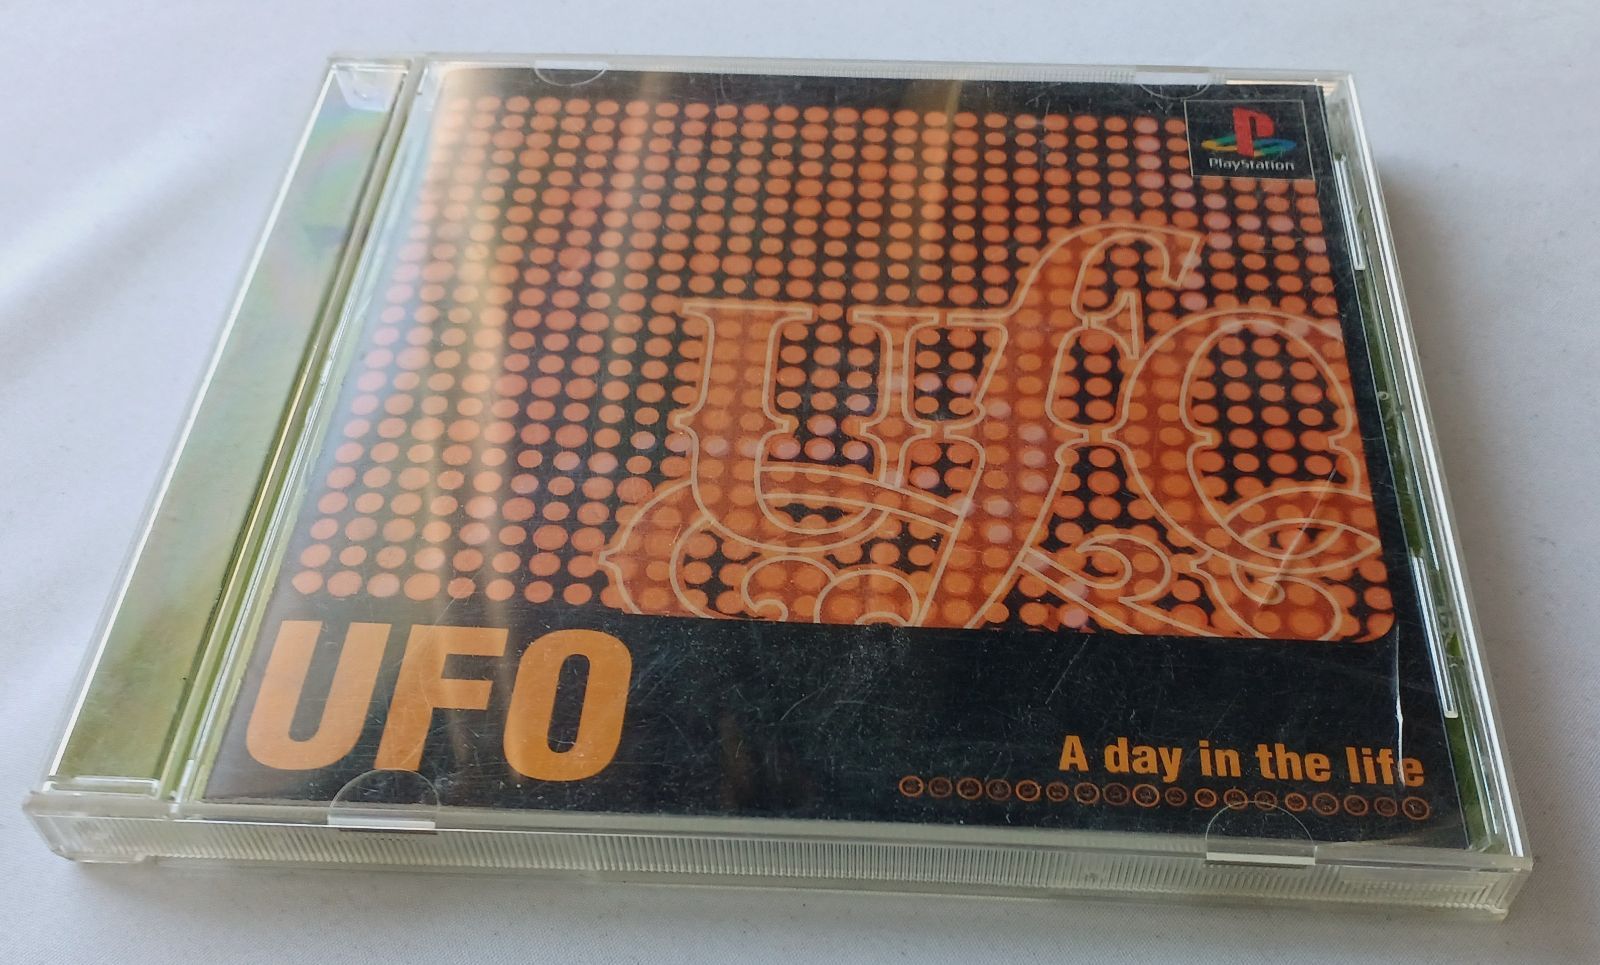 PlayStation
ufo
UFO
A day in the life